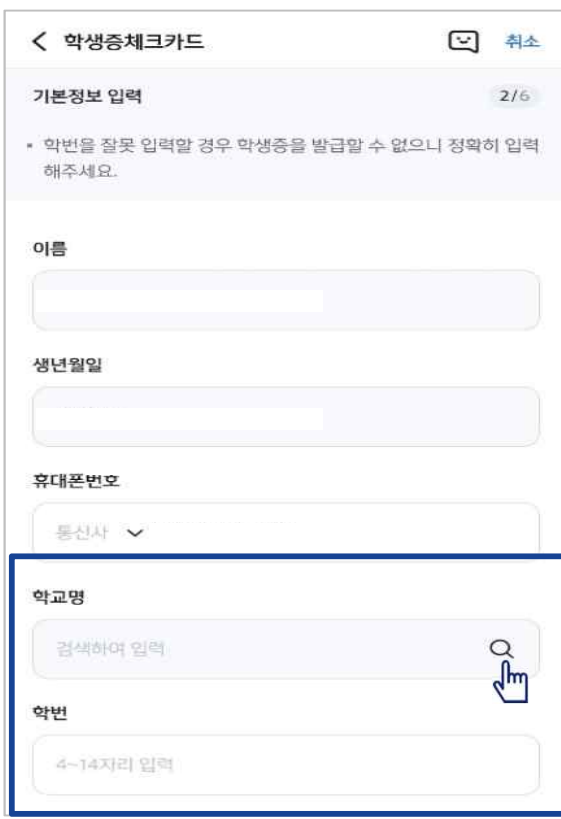 학생증체크카드
취소
기본정보 입력
2/6
▪ 학번을 잘못 입력할 경우 학생증을 발급할 수 없으니 정확히 입력
해주세요.
이름
생년월일
휴대폰번호
통신사
학교명
검색하여 입력
학번
4~14자리 입력